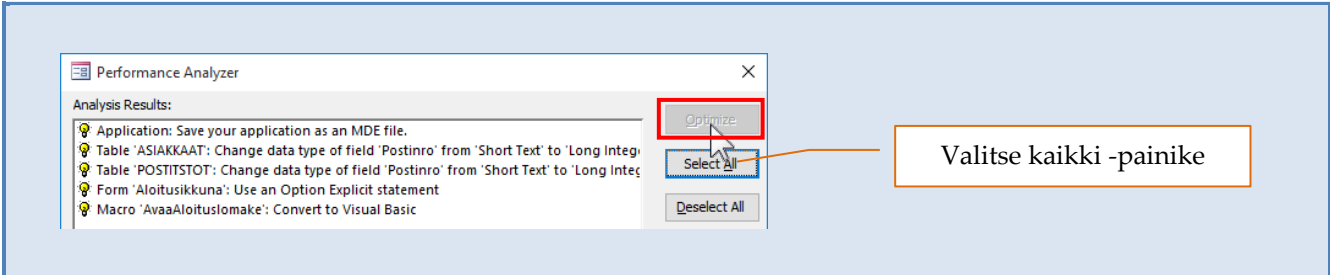 Performance Analyzer
Analysis Results:
Application: Save your application as an MDE file.
Table 'ASIAKKAAT': Change data type of field 'Postinro' from 'Short Text' to 'Long Intege
Table 'POSTITSTOT': Change data type of field 'Postinro' from 'Short Text' to 'Long Integ
Form 'Aloitusikkuna': Use an Option Explicit statement
Macro 'AvaaAloituslomake': Convert to Visual Basic
Optimize
Select All
Deselect All
Valitse kaikki -painike